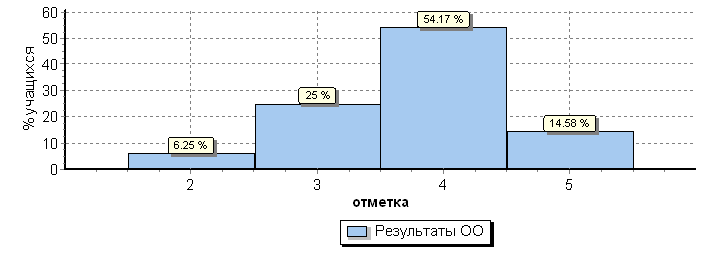 % учащихся
60
50
40
30
20
10
0
6.25 %
25 %
54.17 %
14.58 %
2 3 4 5
отметка
Результаты ОО